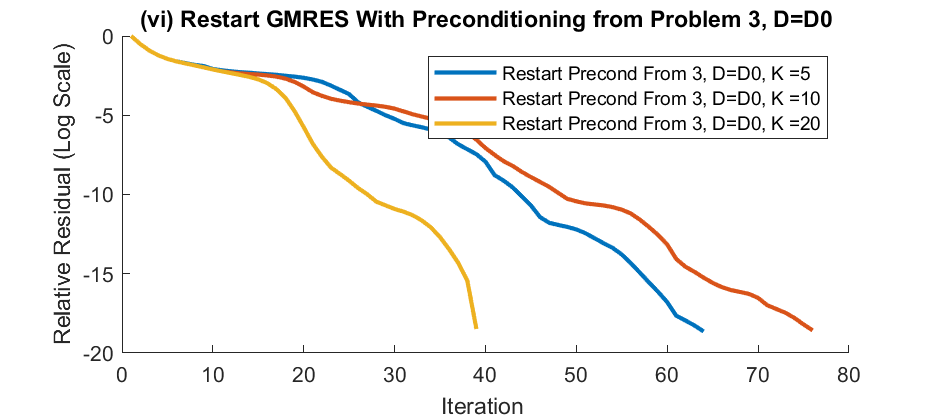 (vi) Restart GMRES With Preconditioning from Problem 3, D=D0
Relative Residual (Log Scale)
0
-5
-10
-15
-20
Restart Precond From 3, D=D0, K =5
Restart Precond From 3, D=D0, K =10
Restart Precond From 3, D=D0, K =20
0 10 20 30 40 50 60 70 80
Iteration